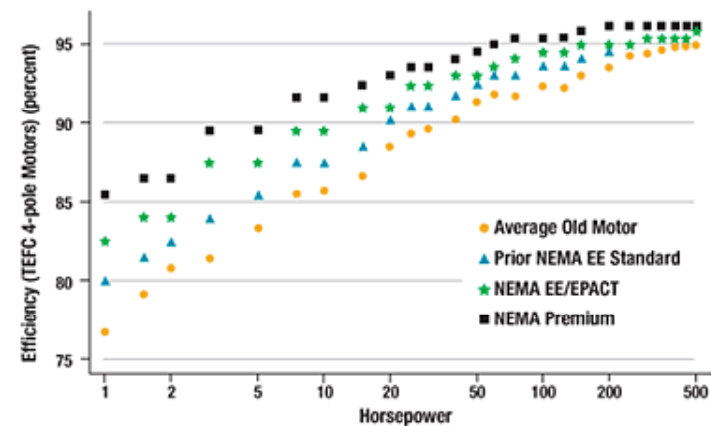 Efficiency (TEFC 4-pole Motors) (percent)
95
90
85
80
75
Average Old Motor
Prior NEMA EE Standard
NEMA EE/EPACT
NEMA Premium
1 2 5 10 20 50 100 200 500
Horsepower